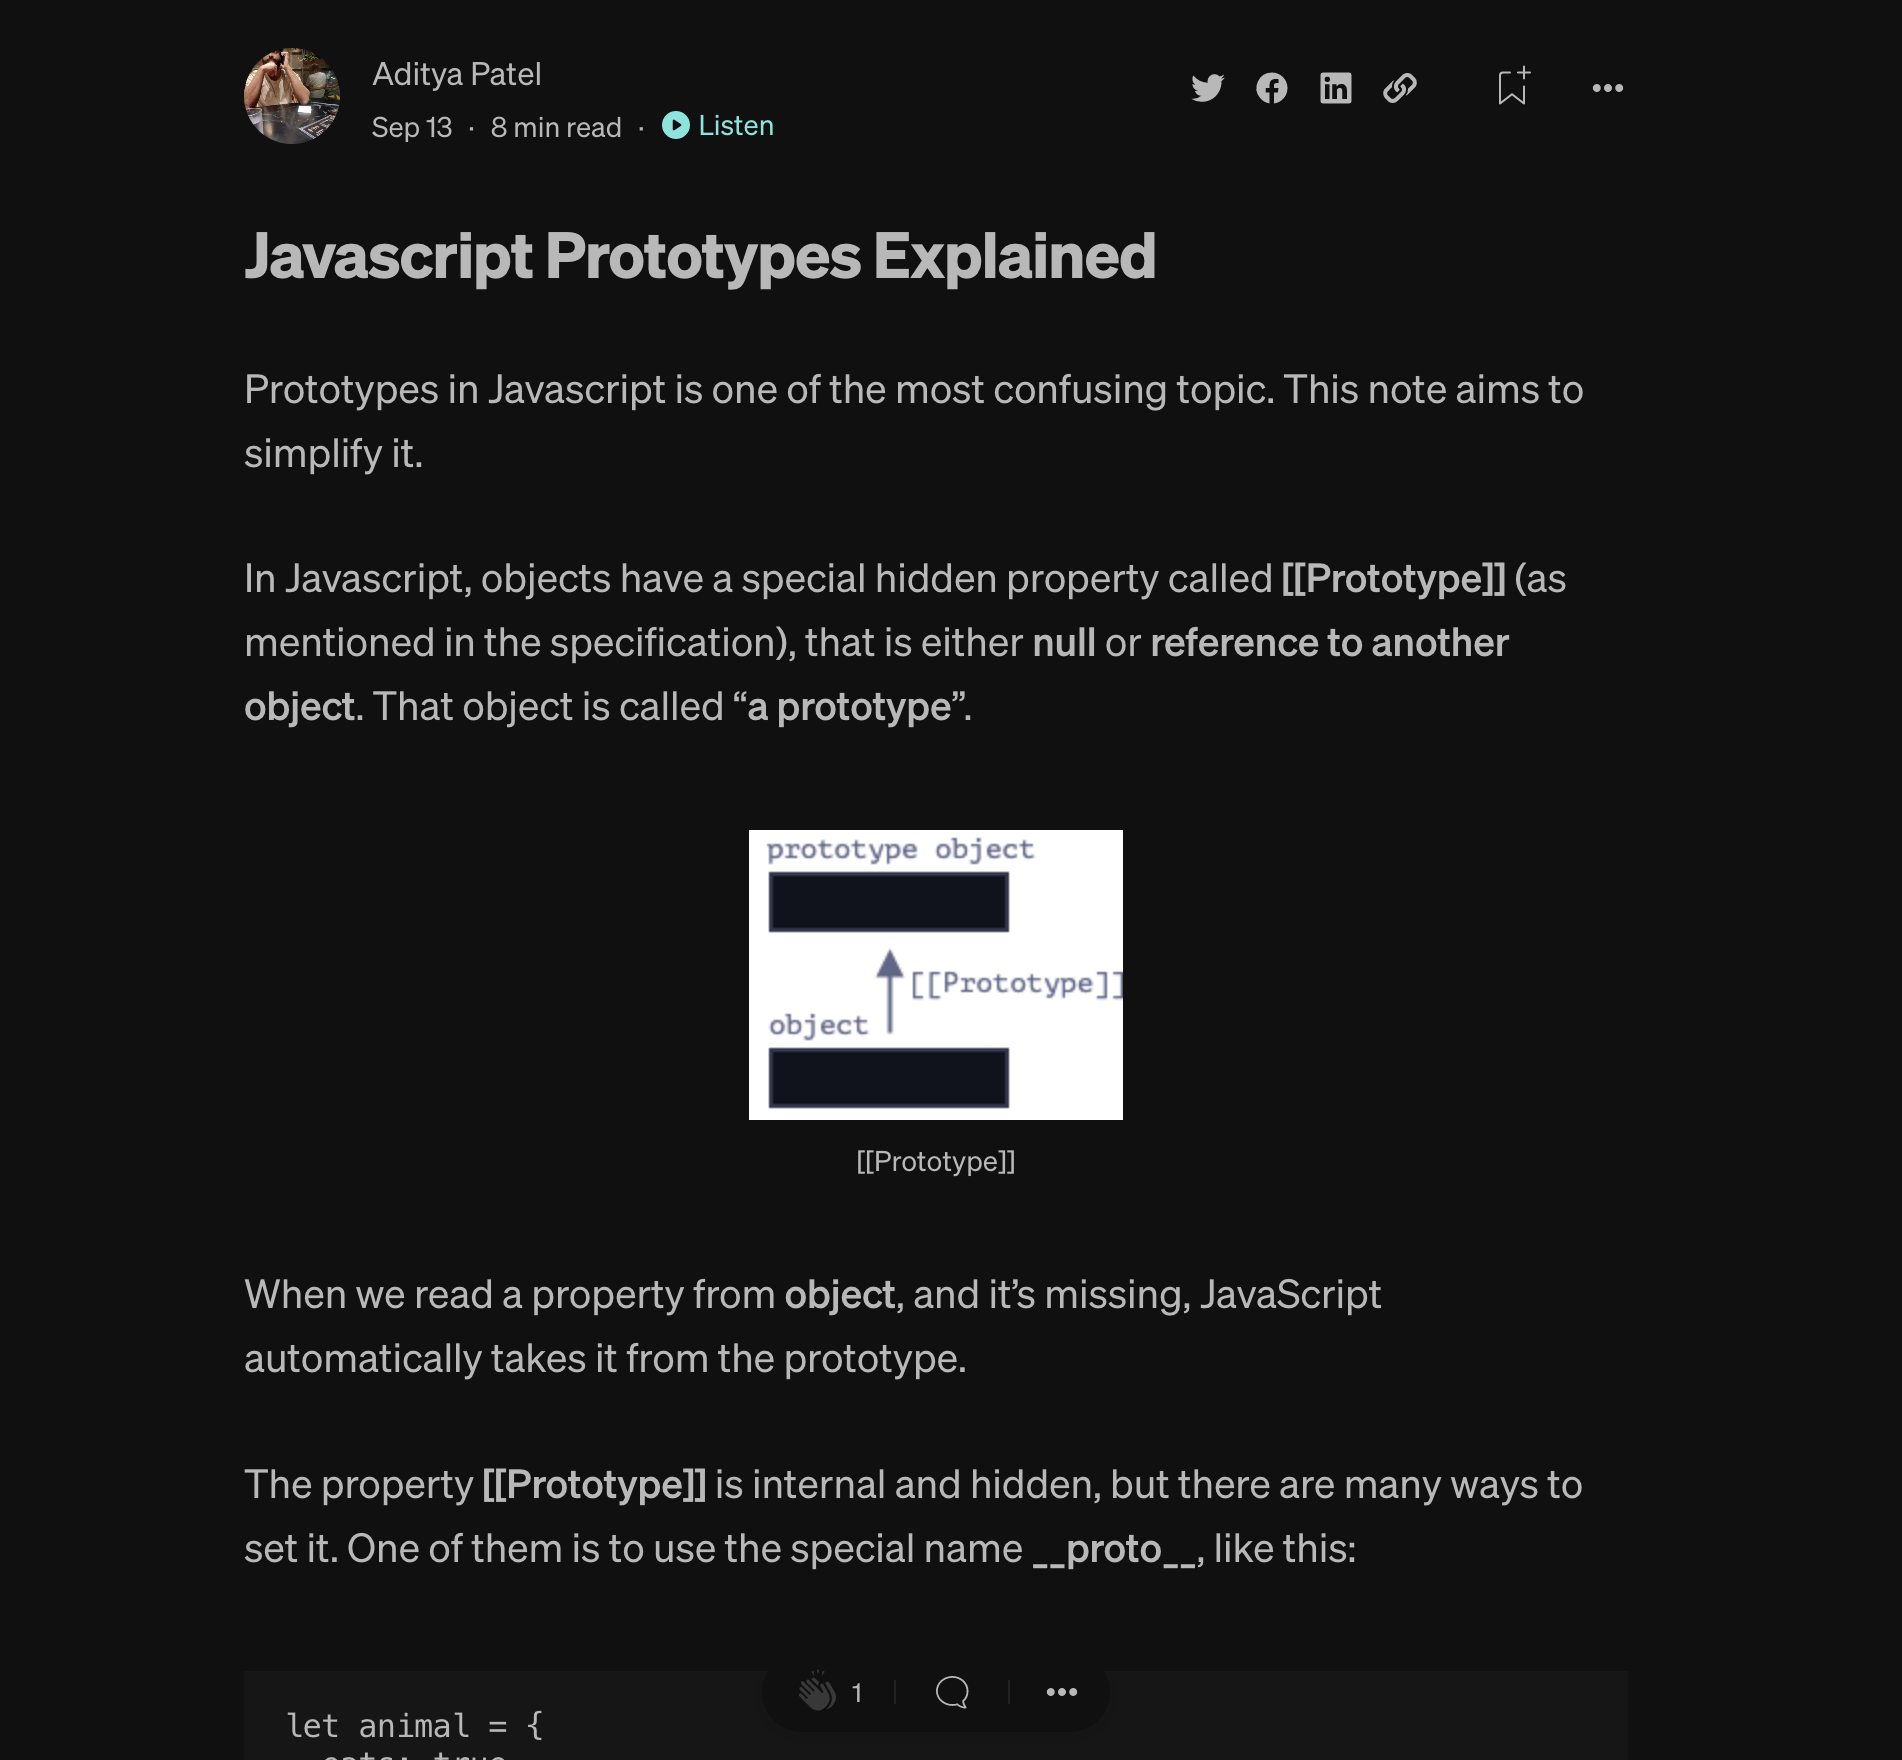 Aditya Patel
Sep 13 · 8 min read · Listen
Javascript Prototypes Explained
Prototypes in Javascript is one of the most confusing topic. This note aims to
simplify it.
In Javascript, objects have a special hidden property called [[Prototype]] (as
mentioned in the specification), that is either null or reference to another
object. That object is called “a prototype”.
prototype object
[[Prototype]]
object
[[Prototype]]
When we read a property from object, and it’s missing, JavaScript
automatically takes it from the prototype.
The property [[Prototype]] is internal and hidden, but there are many ways to
set it. One of them is to use the special name __proto__, like this:
1
let animal = {
eats: true